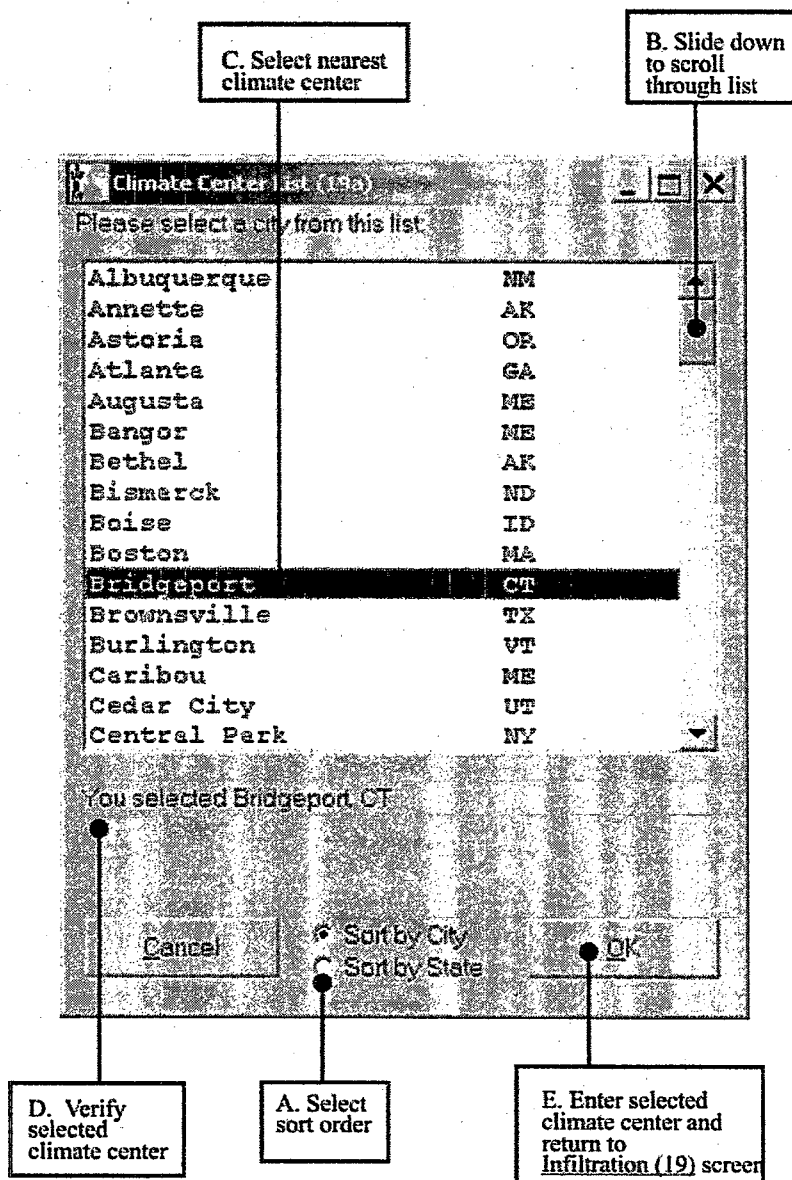 C. Select nearest
climate center
B. Slide down
to scroll
through list
Climate Center List (19a)
Please select a city from this list
Albuquerque NM
Annette AK
Astoria OR
Atlanta GA
Augusta ME
Bangor ME
Bethel AK
Bismarck ND
Boise ID
Boston MA
Bridgeport CT
Brownsville TX
Burlington VT
Caribou ME
Cedar City UT
Central Park NY
You selected Bridgeport, CT
Cancel
Sort by City
Sort by State
OK
D. Verify
selected
climate center
A. Select
sort order
E. Enter selected
climate center and
return to
Infiltration (19) screen